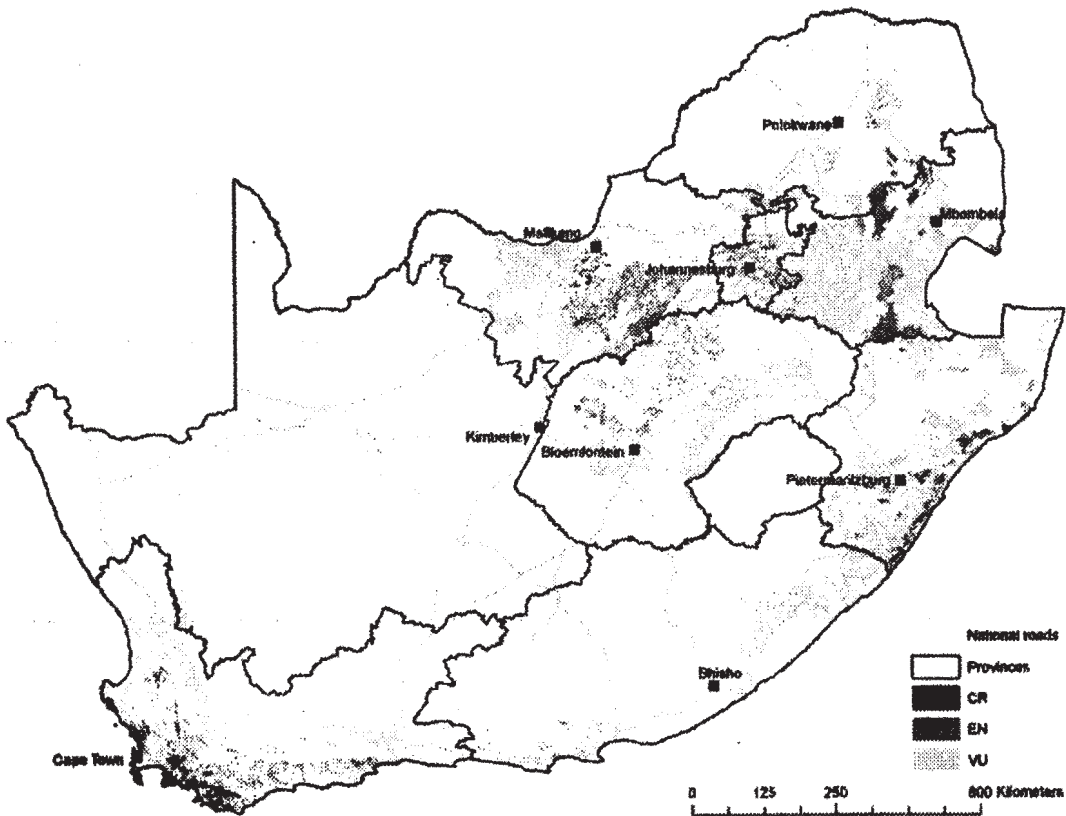 Polokwane
Mbombela
Johannesburg
Kimberley
Bloemfontein
Pietermaritzburg
Bhisho
Cape Town
National roads
Provinces
CR
EN
VU
0 125 250 500 Kilometers